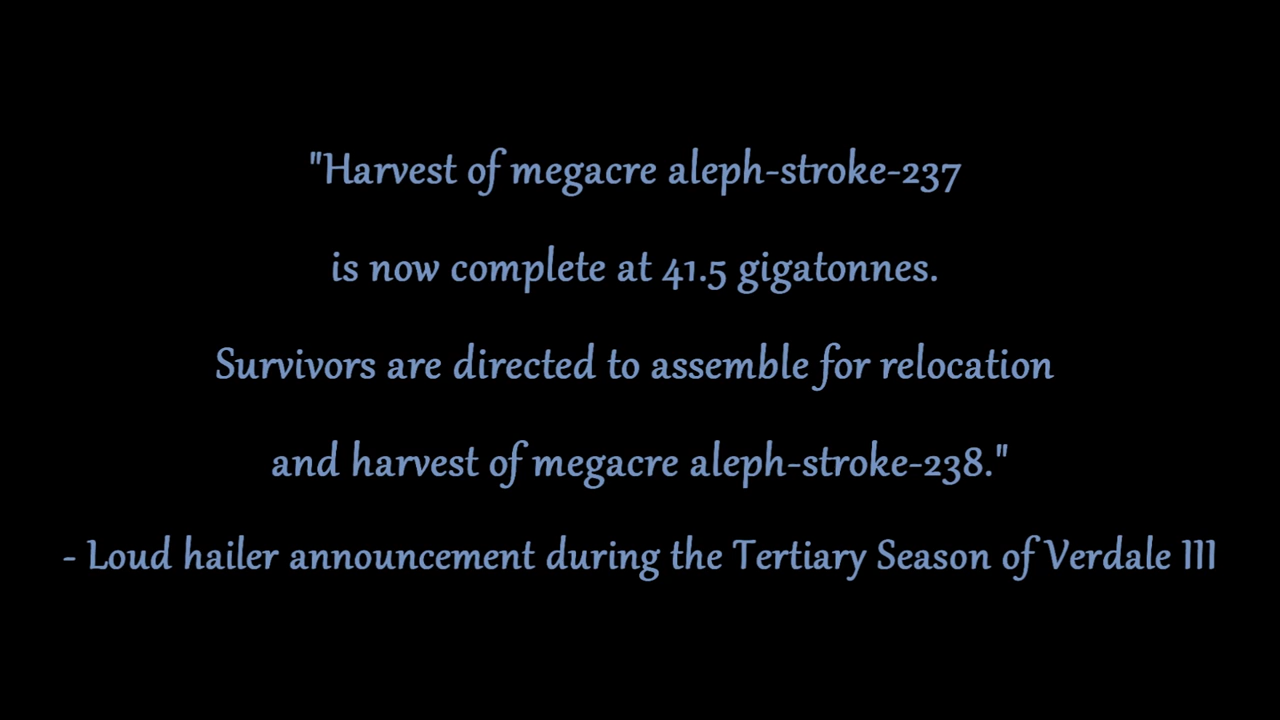 "Harvest of megacre aleph-stroke-237
is now complete at 41.5 gigatonnes.
Survivors are directed to assemble for relocation
and harvest of megacre aleph-stroke-238."
- Loud hailer announcement during the Tertiary Season of Verdale III